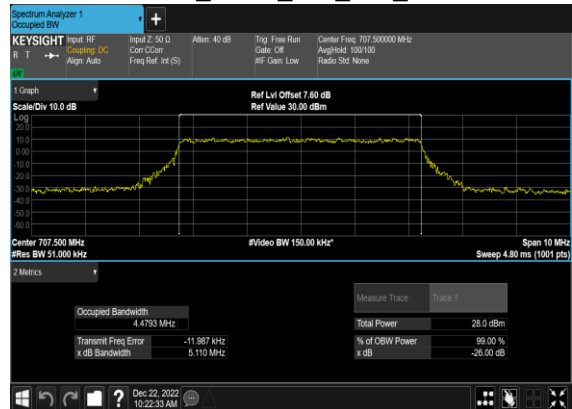 Spectrum Analyzer 1
Occupied BW
+
KEYSIGHT Input: RF Input Z: 50 Ω Atten: 40 dB Trig: Free Run Center Freq: 707.500000 MHz
R T Coupling: DC Corr CCorr Gate: Off Avg|Hold: 100/100
Align: Auto Freq Ref: Int (S) #IF Gain: Low Radio Std: None
1 Graph
Ref Lvl Offset 7.60 dB
Scale/Div 10.0 dB Ref Value 30.00 dBm
Log
20.0
10.0
0.00
-10.0
-20.0
-30.0
-40.0
-50.0
-60.0
Center 707.500 MHz #Video BW 150.00 kHz* Span 10 MHz
#Res BW 51.000 kHz Sweep 4.80 ms (1001 pts)
2 Metrics
Measure Trace Trace 1
Occupied Bandwidth
4.4793 MHz Total Power 28.0 dBm
Transmit Freq Error -11.987 kHz % of OBW Power 99.00 %
x dB Bandwidth 5.110 MHz x dB -26.00 dB
? Dec 22, 2022
10:22:33 AM